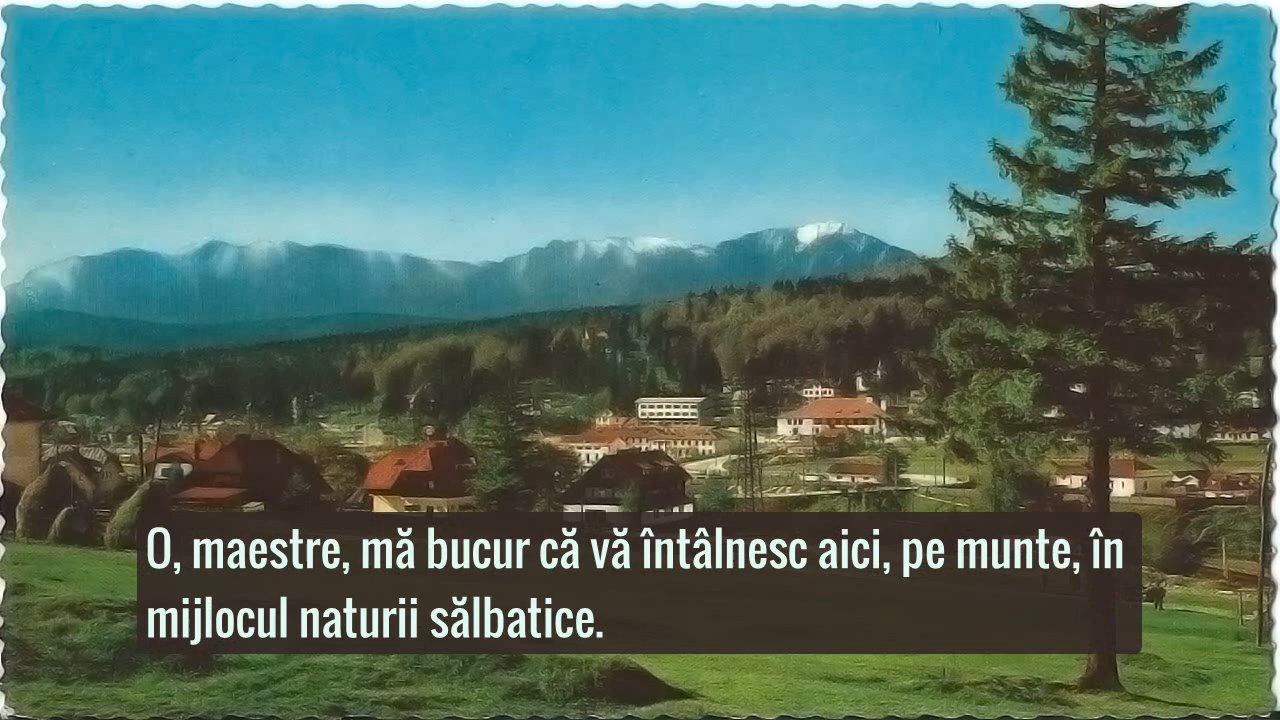 O, maestre, mă bucur că vă întâlnesc aici, pe munte, în
mijlocul naturii sălbatice.